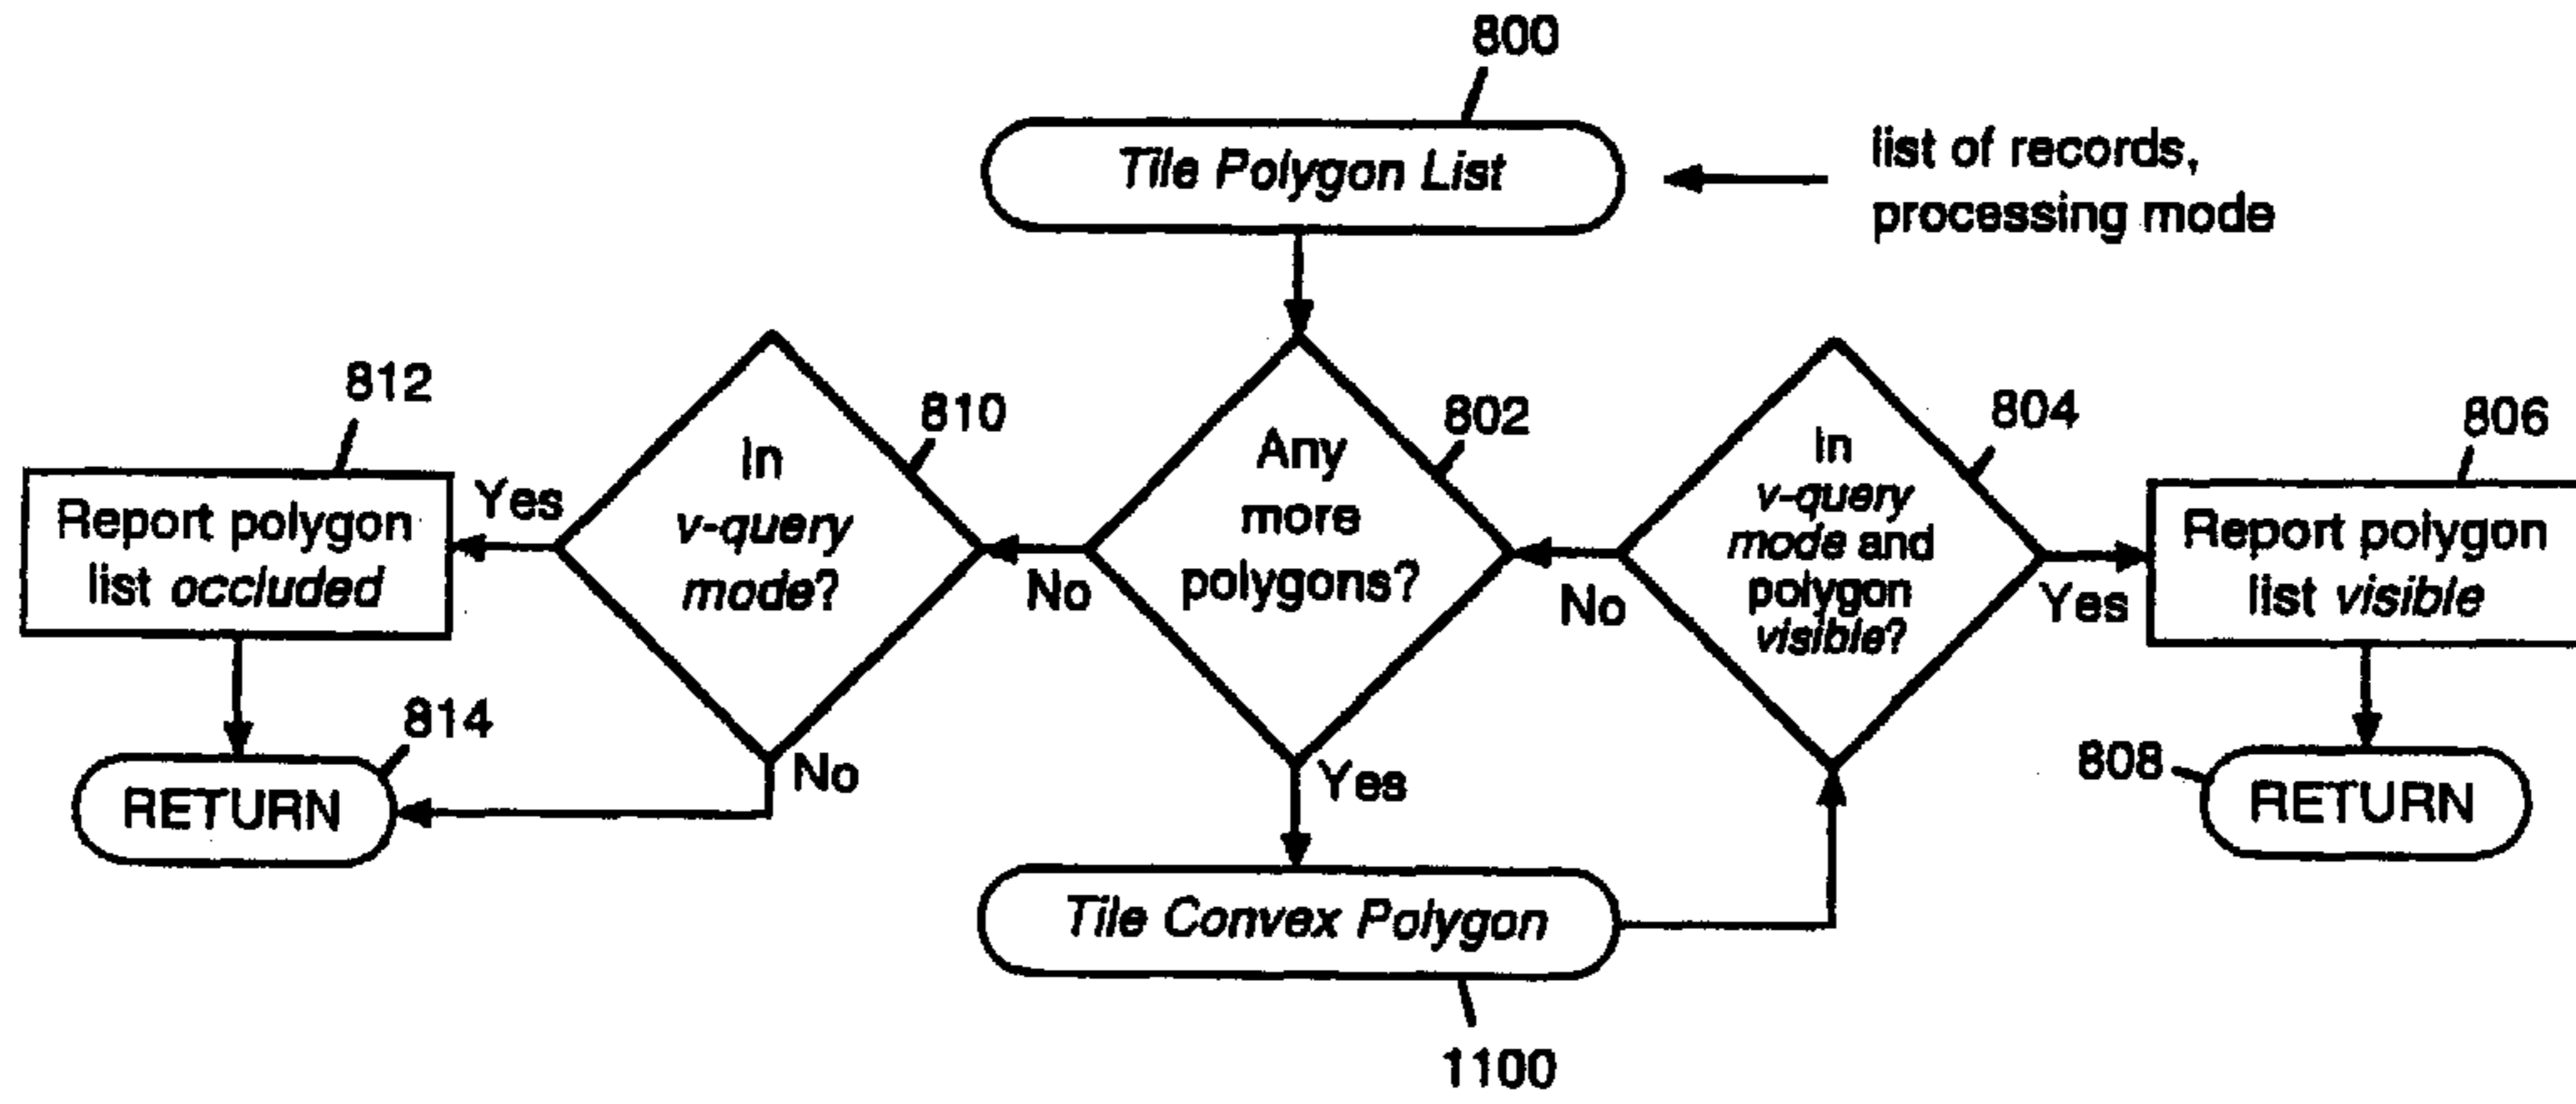 800
Tile Polygon List
list of records,
processing mode
812
810
802
804
806
Report polygon
list occluded
Yes
In
v-query
mode?
No
Any
more
polygons?
No
In
v-query
mode and
polygon
visible?
Yes
Report polygon
list visible
814
RETURN
No
Yes
808
RETURN
Tile Convex Polygon
1100